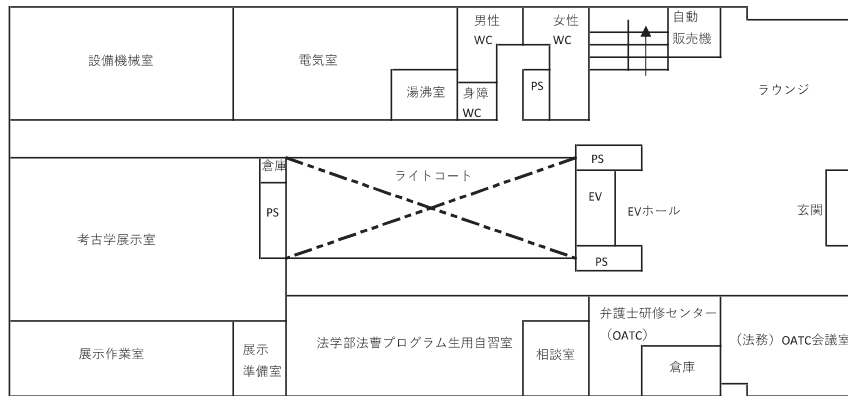 設備機械室
電気室
湯沸室
男性
WC
身障
WC
女性
WC
PS
自動
販売機
ラウンジ
倉庫
PS
ライトコート
PS
EV
EVホール
PS
玄関
考古学展示室
展示作業室
展示
準備室
法学部法曹プログラム生用自習室
相談室
弁護士研修センター
（OATC）
倉庫
（法務）OATC会議室